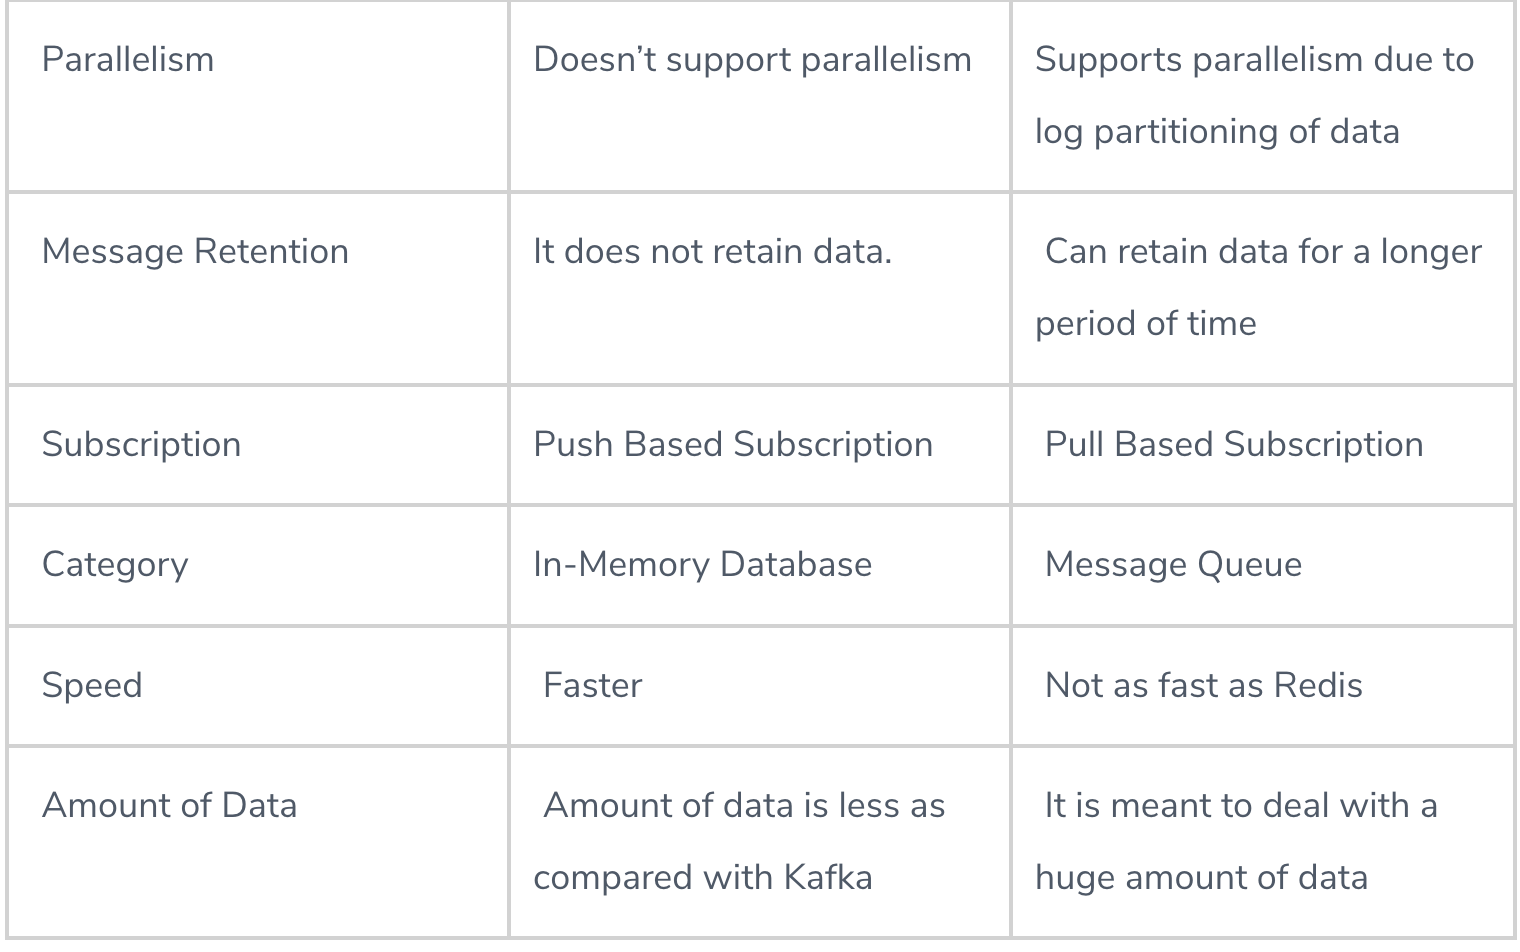 Parallelism
Doesn’t support parallelism
Supports parallelism due to
log partitioning of data
Message Retention
It does not retain data.
Can retain data for a longer
period of time
Subscription
Push Based Subscription
Pull Based Subscription
Category
In-Memory Database
Message Queue
Speed
Faster
Not as fast as Redis
Amount of Data
Amount of data is less as
compared with Kafka
It is meant to deal with a
huge amount of data